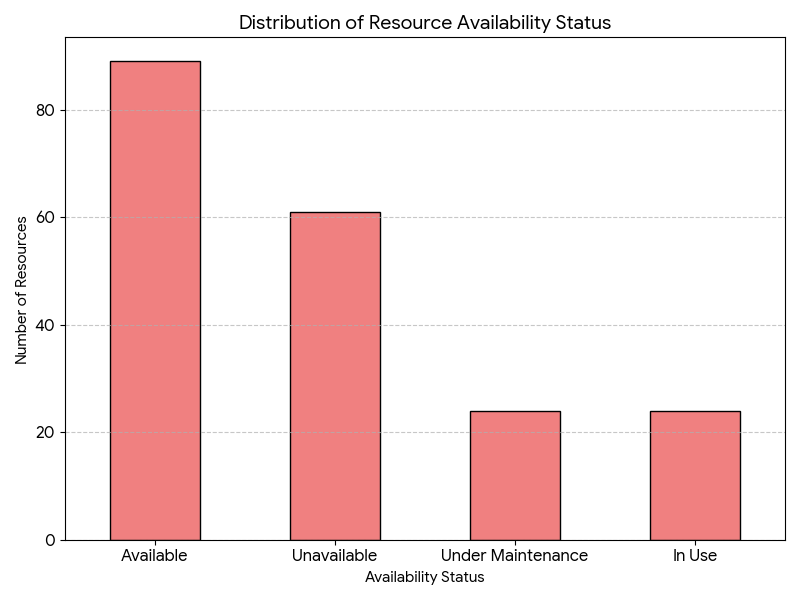 Distribution of Resource Availability Status
80
60
40
20
0
Number of Resources
Available
Unavailable
Under Maintenance
In Use
Availability Status